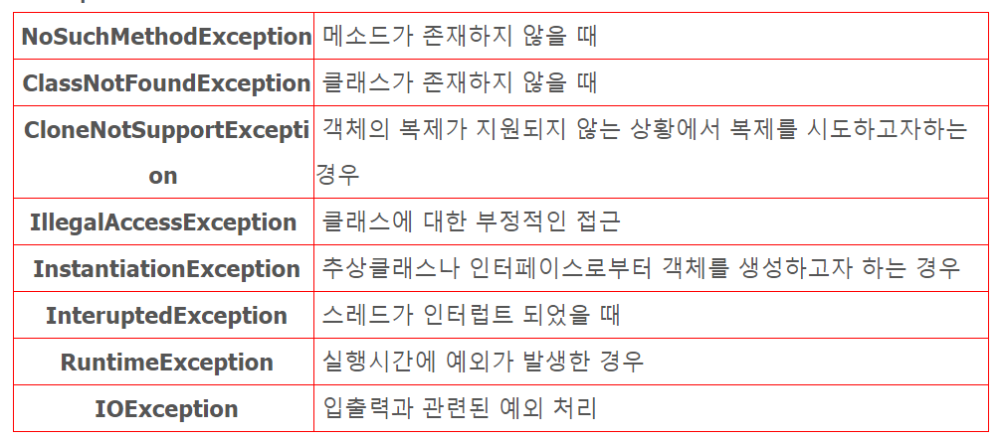 NoSuchMethodException 메소드가 존재하지 않을 때
ClassNotFoundException 클래스가 존재하지 않을 때
CloneNotSupportExcepti 객체의 복제가 지원되지 않는 상황에서 복제를 시도하고자하는
on 경우
IllegalAccessException 클래스에 대한 부정적인 접근
InstantiationException 추상클래스나 인터페이스로부터 객체를 생성하고자 하는 경우
InteruptedException 스레드가 인터럽트 되었을 때
RuntimeException 실행시간에 예외가 발생한 경우
IOException 입출력과 관련된 예외 처리